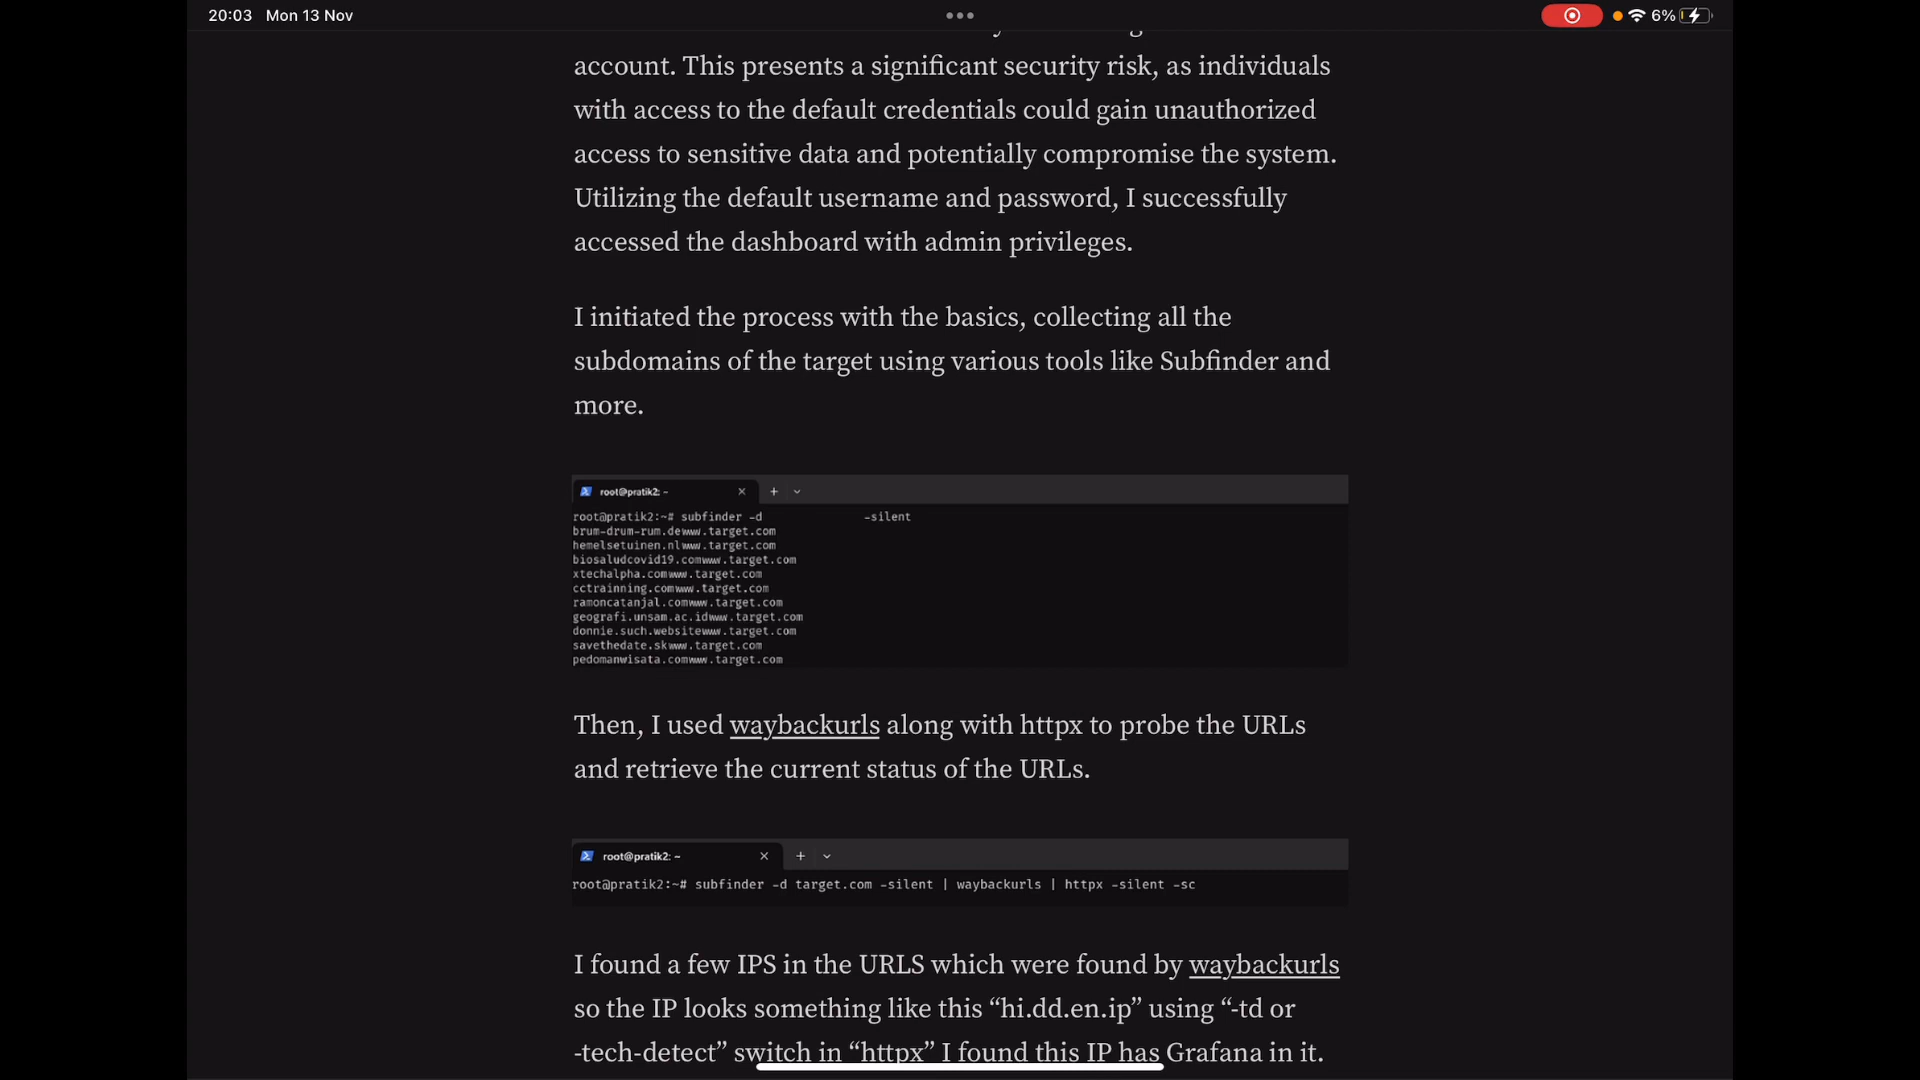 20:03 Mon 13 Nov
6%
account. This presents a significant security risk, as individuals
with access to the default credentials could gain unauthorized
access to sensitive data and potentially compromise the system.
Utilizing the default username and password, I successfully
accessed the dashboard with admin privileges.
I initiated the process with the basics, collecting all the
subdomains of the target using various tools like Subfinder and
more.
root@pratik2: ~
root@pratik2:~# subfinder -d -silent
brum-drum-rum.dewww.target.com
hemelsetuinen.nlwww.target.com
biosaludcovid19.comwww.target.com
xtechalpha.comwww.target.com
cctrainning.comwww.target.com
ramoncatanjal.comwww.target.com
geografi.unsam.ac.idwww.target.com
donnie.such.websitewww.target.com
savethedate.skwww.target.com
pedomanwisata.comwww.target.com
Then, I used waybackurls along with httpx to probe the URLs
and retrieve the current status of the URLs.
root@pratik2: ~
root@pratik2:~# subfinder -d target.com -silent | waybackurls | httpx -silent -sc
I found a few IPS in the URLS which were found by waybackurls
so the IP looks something like this “hi.dd.en.ip” using “-td or
-tech-detect” switch in “httpx” I found this IP has Grafana in it.